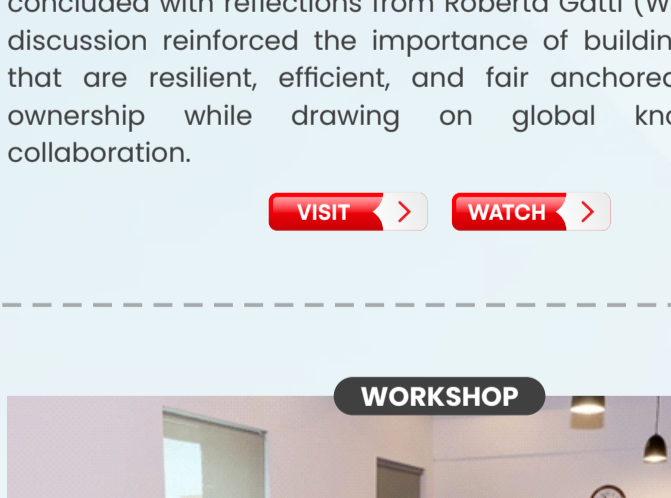 concluded with reflections from Roberta Gatti (W
discussion reinforced the importance of buildin
that are resilient, efficient, and fair anchored
ownership while drawing on global kno
collaboration.
VISIT
WATCH
WORKSHOP